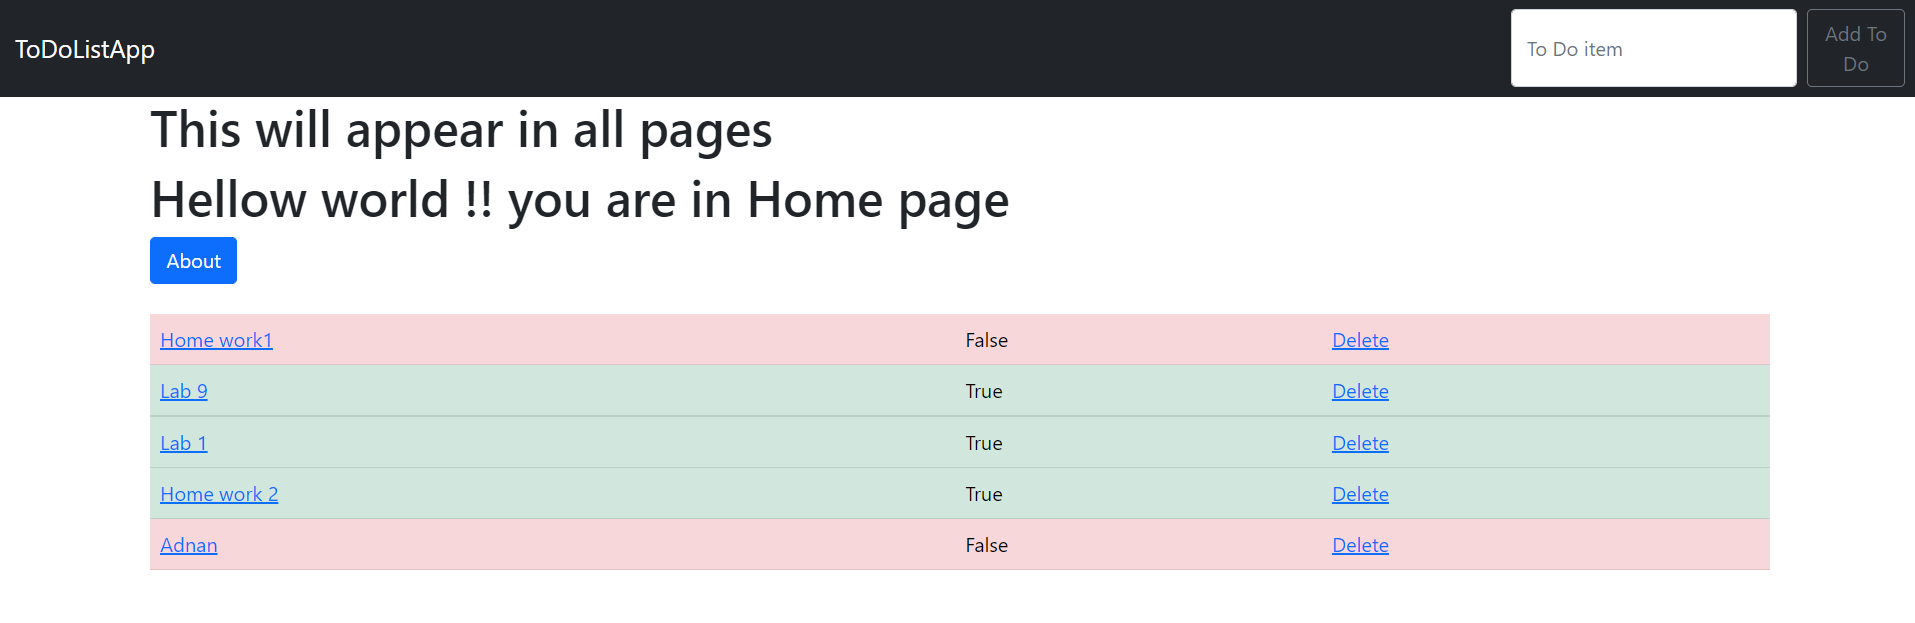 ToDoListApp
To Do item
Add To
Do
This will appear in all pages
Hellow world !! you are in Home page
About
Home work1 False Delete
Lab 9 True Delete
Lab 1 True Delete
Home work 2 True Delete
Adnan False Delete